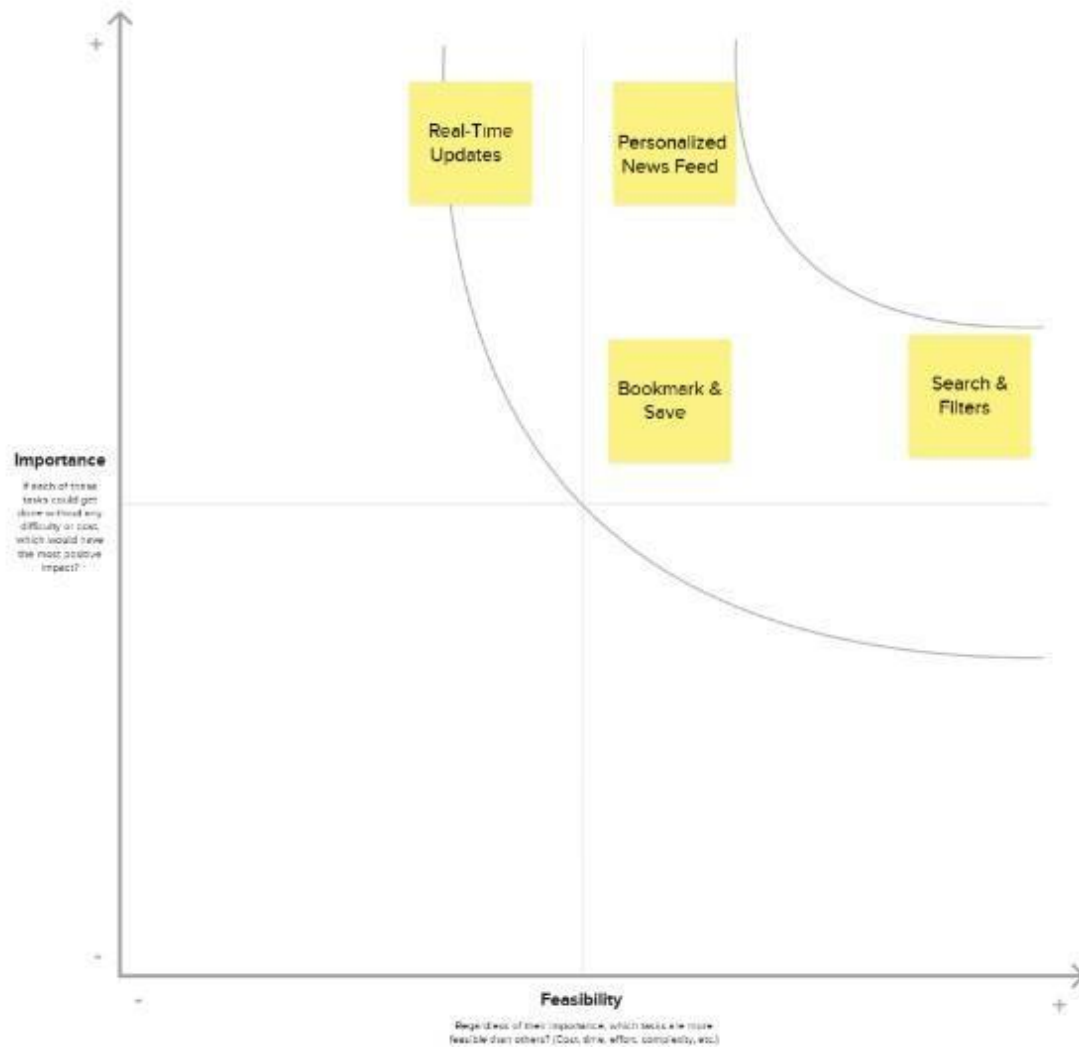 +
Real-Time
Updates
Personalized
News Feed
Bookmark &
Save
Search &
Filters
Importance
If each of these
tasks could get
done without any
difficulty or cost,
which would have
the most positive
impact?
-
-
Feasibility
+
Regardless of their importance, which tasks are more
feasible than others? (Cost, time, effort, complexity, etc.)